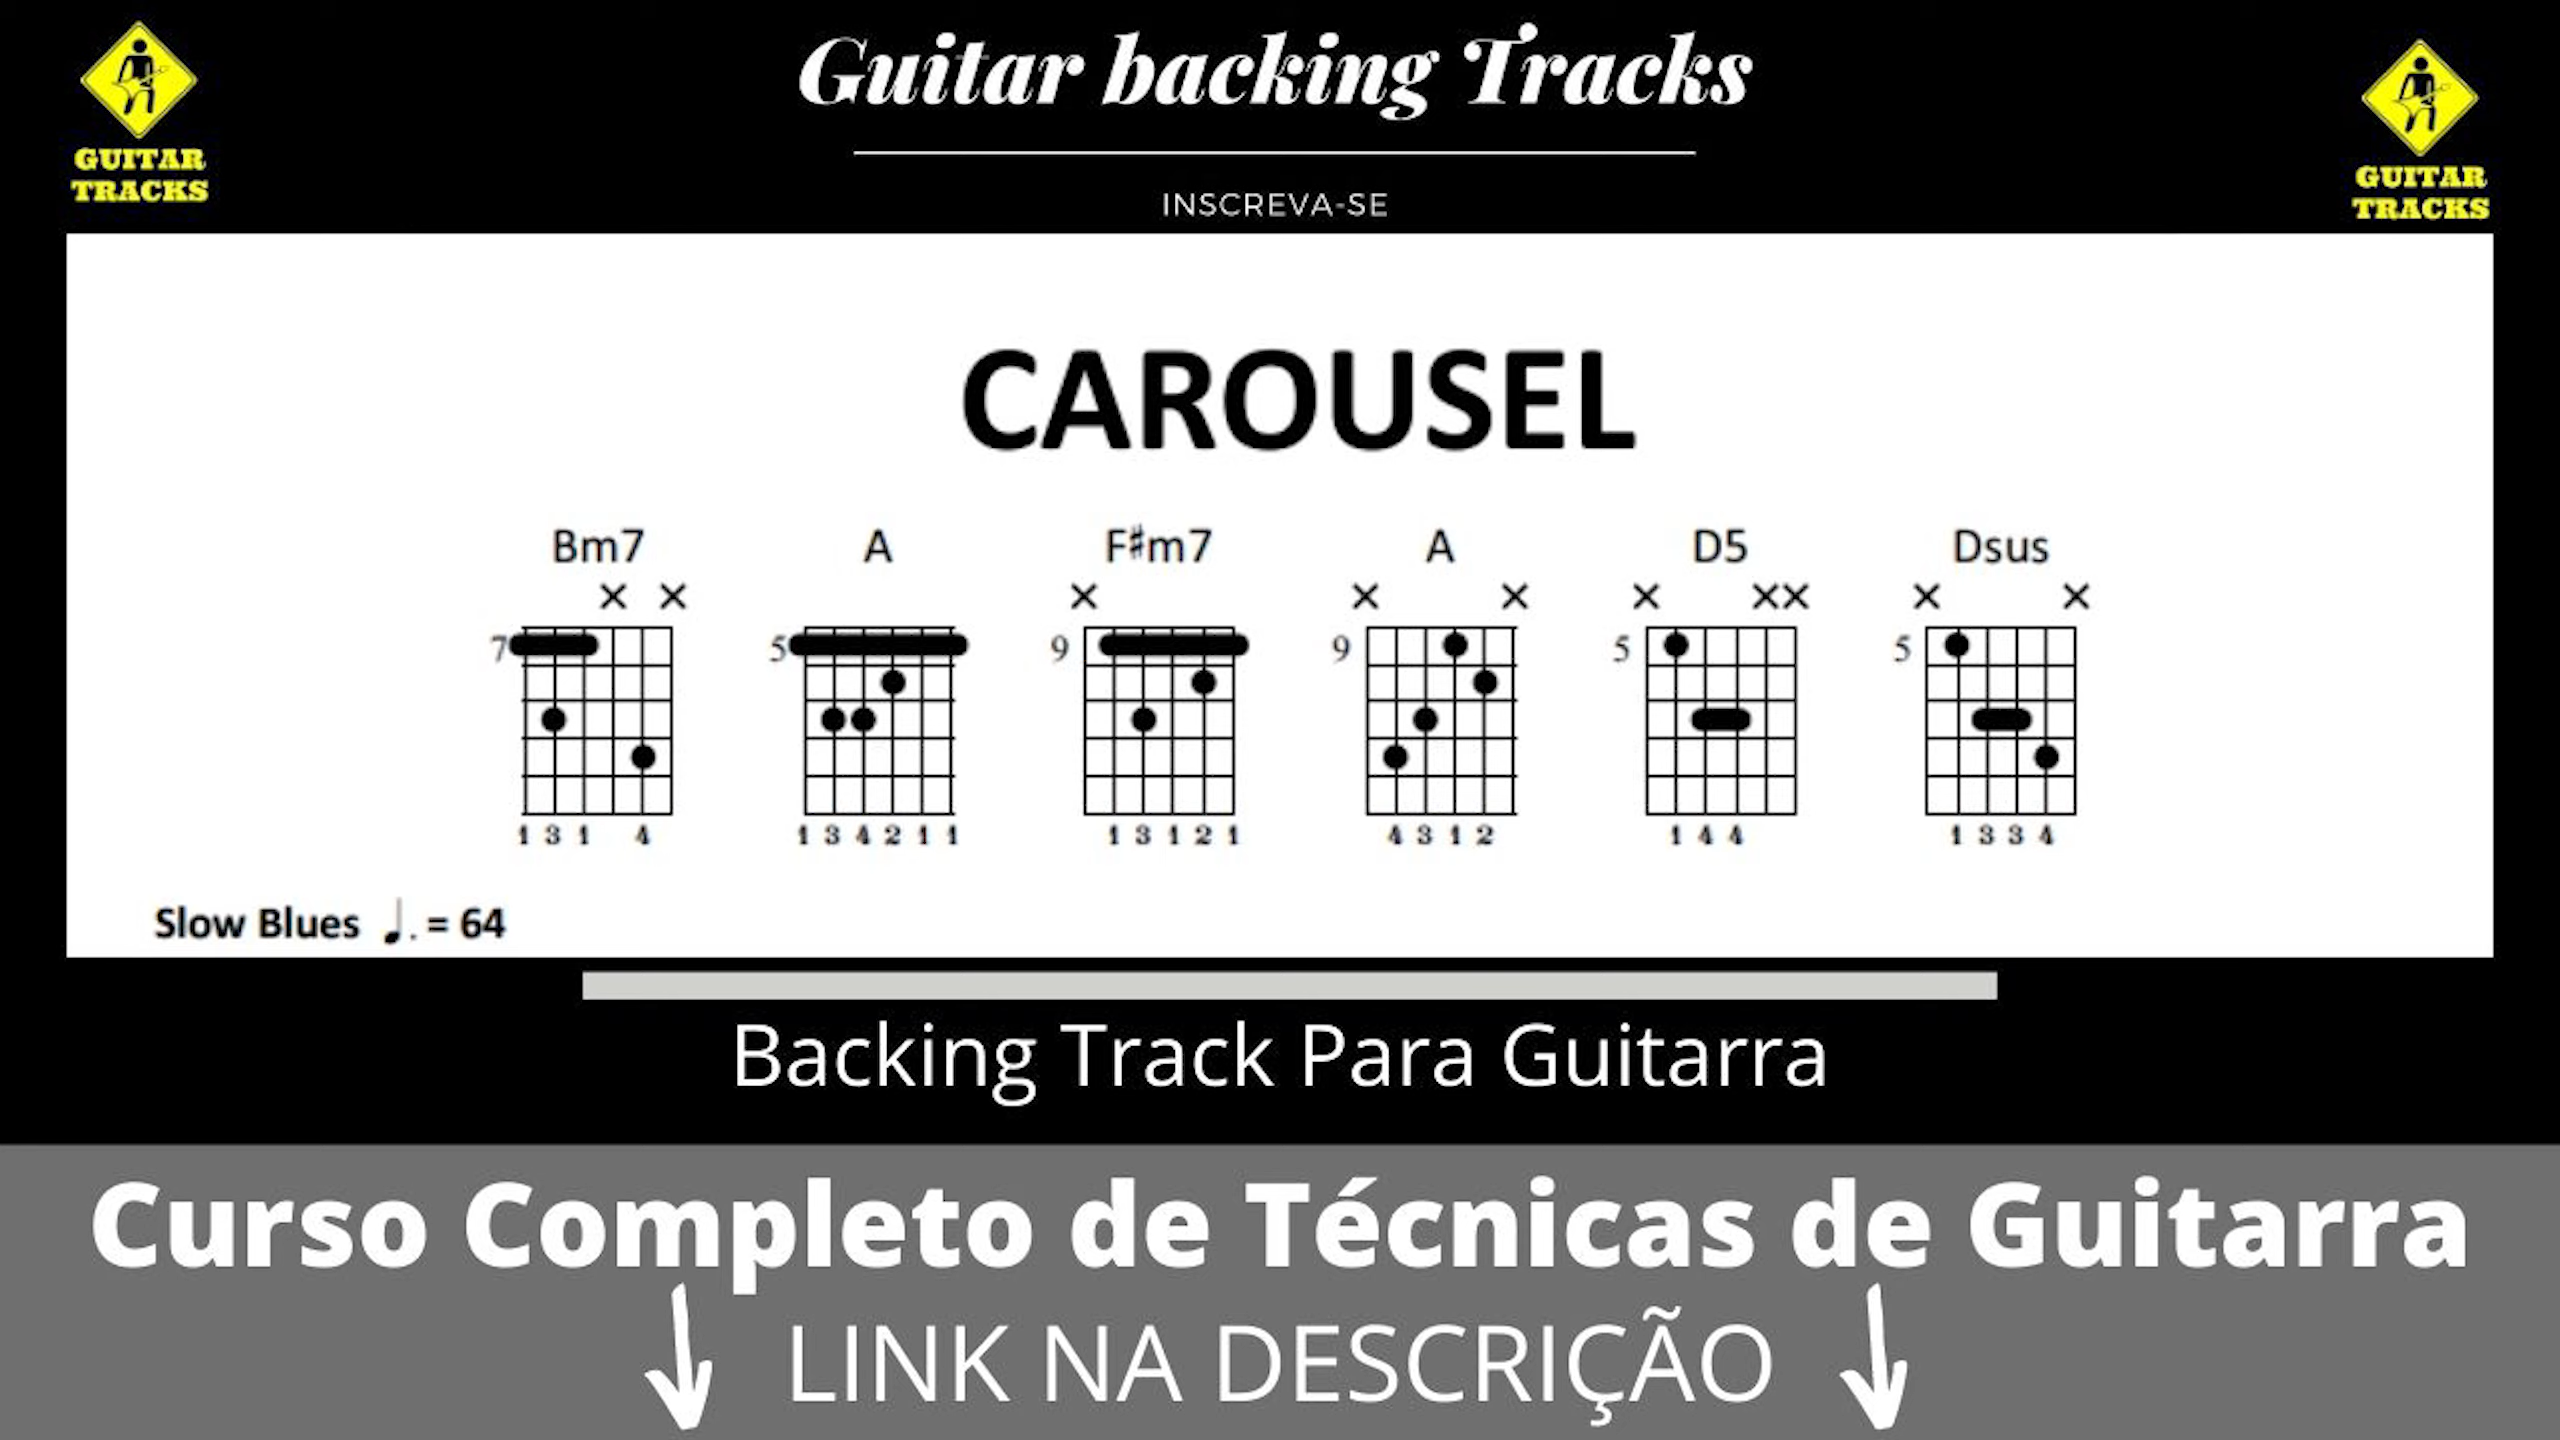 Guitar backing Tracks
GUITAR
TRACKS
INSCREVA-SE
GUITAR
TRACKS
CAROUSEL
Bm7 A F♯m7 A D5 Dsus
× × × × × × ×× × ×
7 5 9 9 5 5
1 3 1 4 1 3 4 2 1 1 1 3 1 2 1 4 3 1 2 1 4 4 1 3 3 4
Slow Blues ♩. = 64
Backing Track Para Guitarra
Curso Completo de Técnicas de Guitarra
LINK NA DESCRIÇÃO